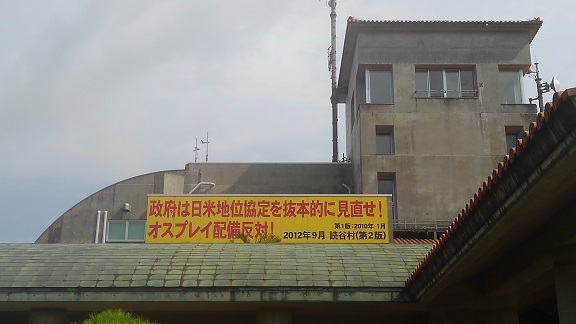 政府は日米地位協定を抜本的に見直せ!
オスプレイ配備反対!
第1版:2010年 1月
2012年9月 読谷村(第2版)